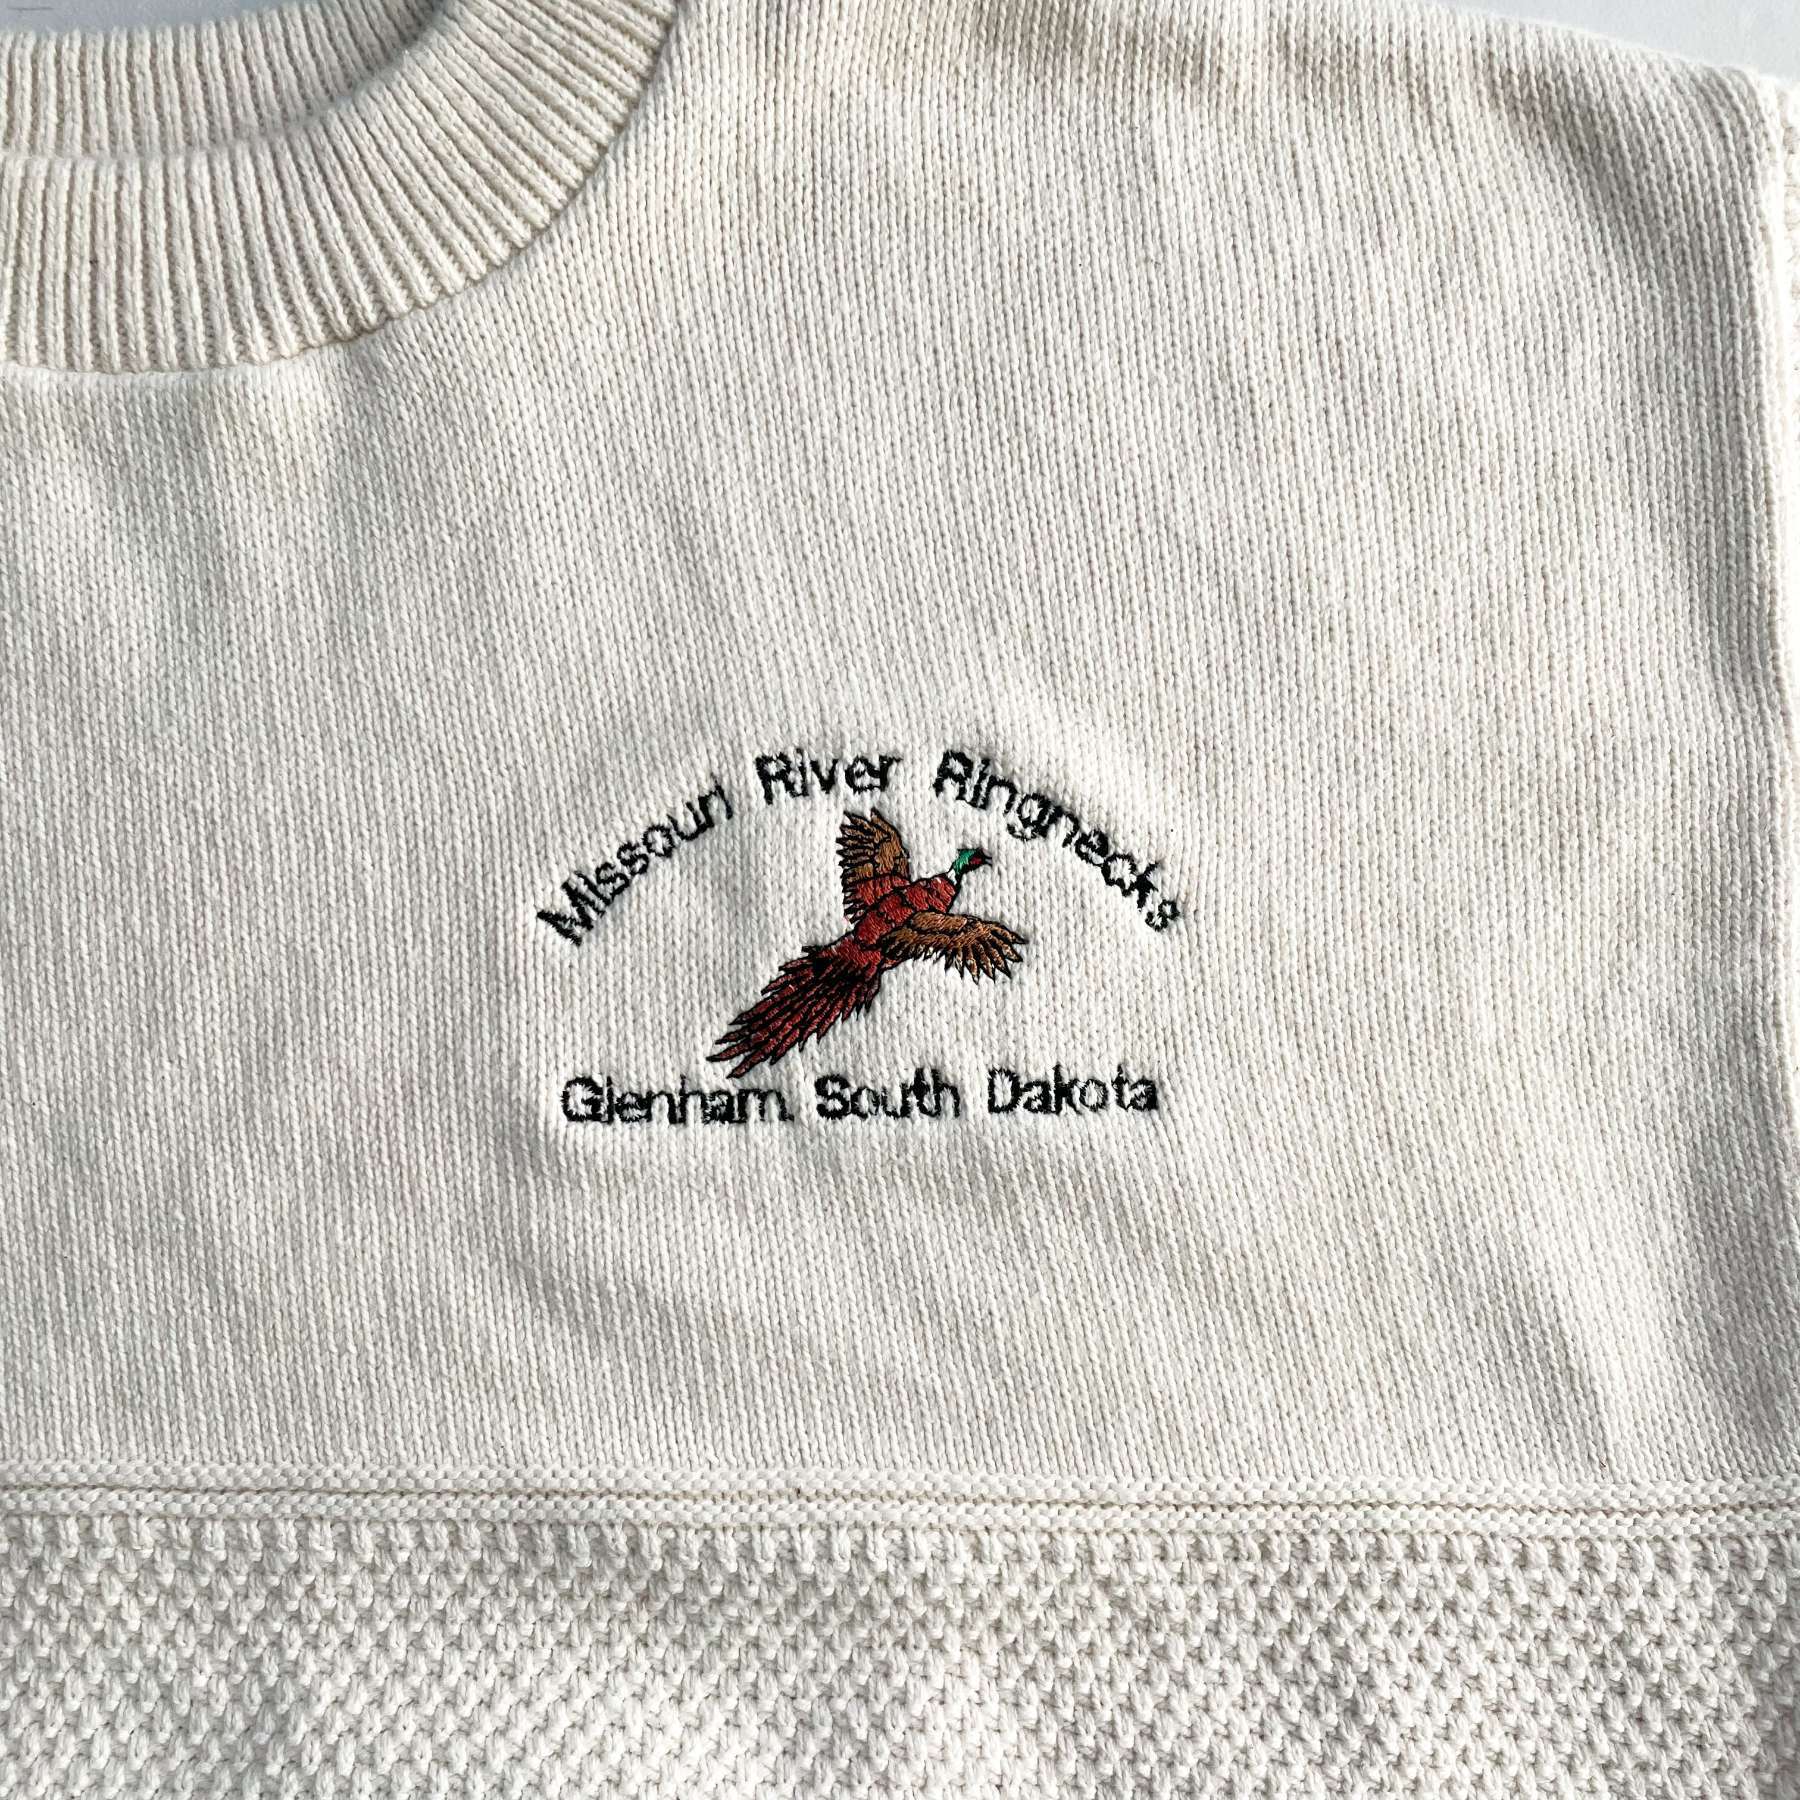 Missouri River Ringnecks
Glenham, South Dakota